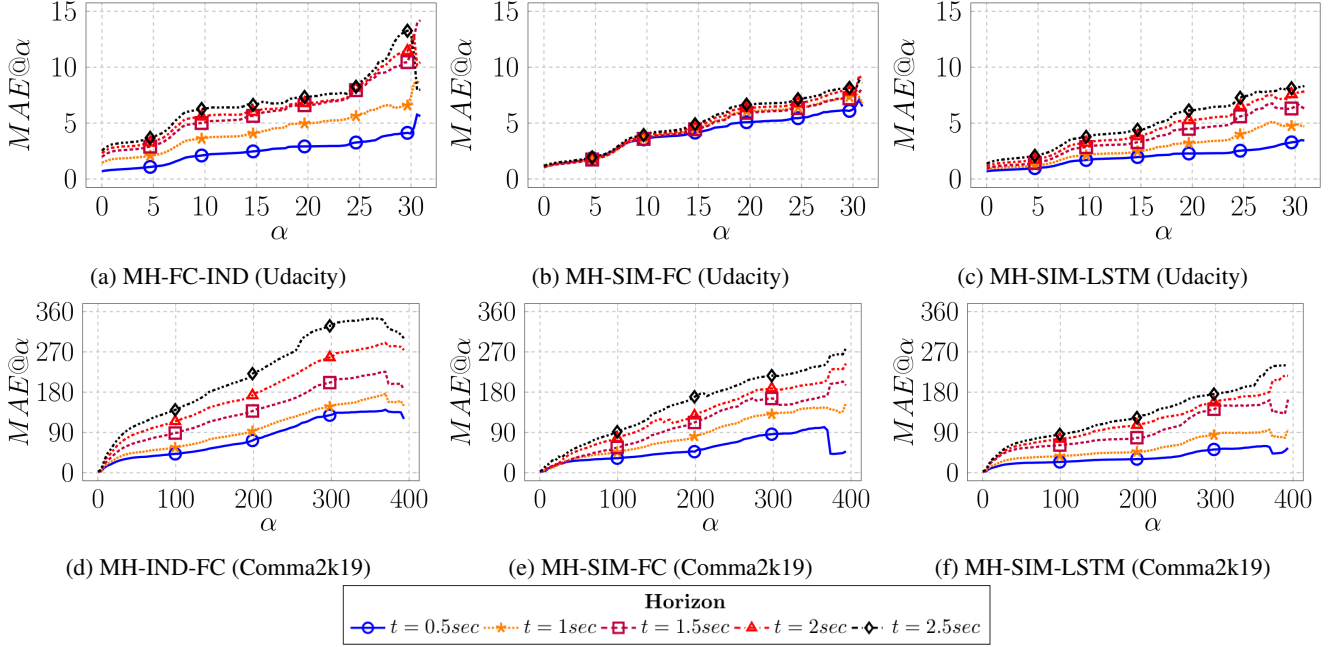 15
10
5
0
MAE@α
0 5 10 15 20 25 30
α
(a) MH-FC-IND (Udacity)
15
10
5
0
MAE@α
0 5 10 15 20 25 30
α
(b) MH-SIM-FC (Udacity)
15
10
5
0
MAE@α
0 5 10 15 20 25 30
α
(c) MH-SIM-LSTM (Udacity)
360
270
180
90
0
MAE@α
0 100 200 300 400
α
(d) MH-IND-FC (Comma2k19)
360
270
180
90
0
MAE@α
0 100 200 300 400
α
(e) MH-SIM-FC (Comma2k19)
360
270
180
90
0
MAE@α
0 100 200 300 400
α
(f) MH-SIM-LSTM (Comma2k19)
Horizon
t = 0.5sec t = 1sec t = 1.5sec t = 2sec t = 2.5sec